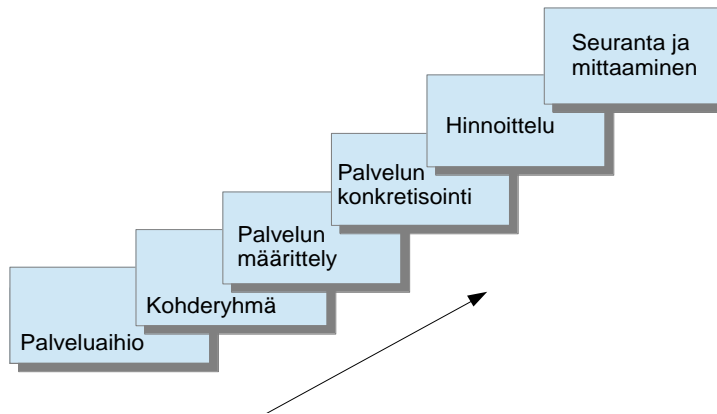 Seuranta ja
mittaaminen
Hinnoittelu
Palvelun
konkretisointi
Palvelun
määrittely
Kohderyhmä
Palveluaihio